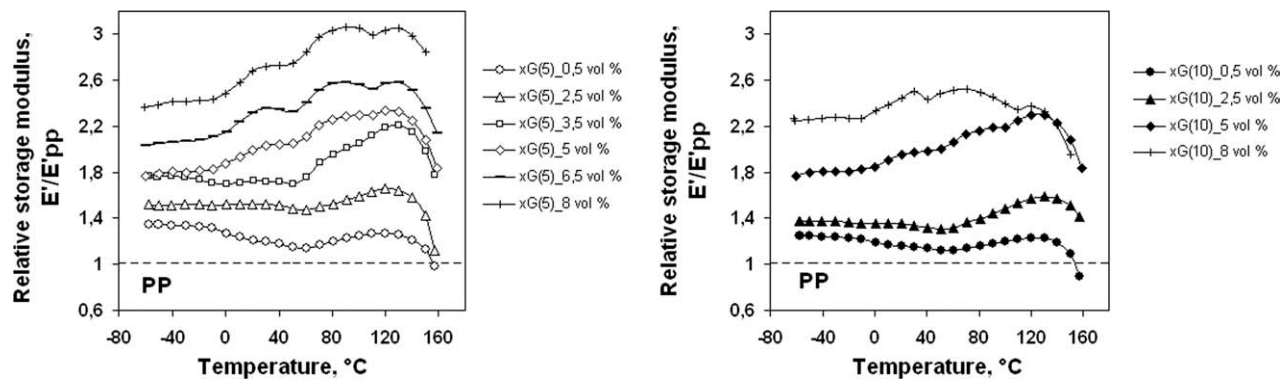 Relative storage modulus,
E'/E'pp
3
2,6
2,2
1,8
1,4
1
0,6
PP
-80
-40
0
40
80
120
160
Temperature, °C
xG(5)_0,5 vol %
xG(5)_2,5 vol %
xG(5)_3,5 vol %
xG(5)_5 vol %
xG(5)_6,5 vol %
xG(5)_8 vol %
Relative storage modulus,
E'/E'pp
3
2,6
2,2
1,8
1,4
1
0,6
PP
-80
-40
0
40
80
120
160
Temperature, °C
xG(10)_0,5 vol %
xG(10)_2,5 vol %
xG(10)_5 vol %
xG(10)_8 vol %